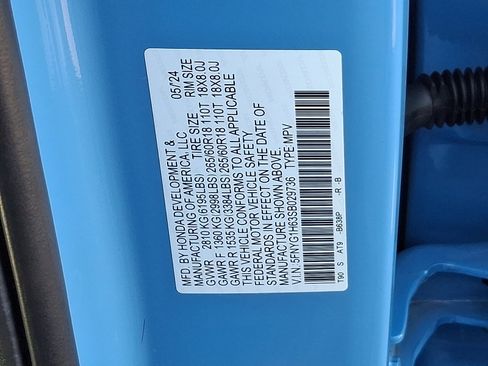 MFD. BY HONDA DEVELOPMENT & 05/24
MANUFACTURING OF AMERICA, LLC
TIRE SIZE RIM SIZE
GVWR 2810 KG(6195LBS)
GAWR F 1360 KG(2998LBS)265/60R18 110T 18X8.0J
GAWR R 1535 KG(3384LBS)265/60R18 110T 18X8.0J
THIS VEHICLE CONFORMS TO ALL APPLICABLE
FEDERAL MOTOR VEHICLE SAFETY
STANDARDS IN EFFECT ON THE DATE OF
MANUFACTURE SHOWN ABOVE.
V.I.N. 5FNYG1H63SB029736 TYPE MPV
T90 S AT9 -B638P -R -B